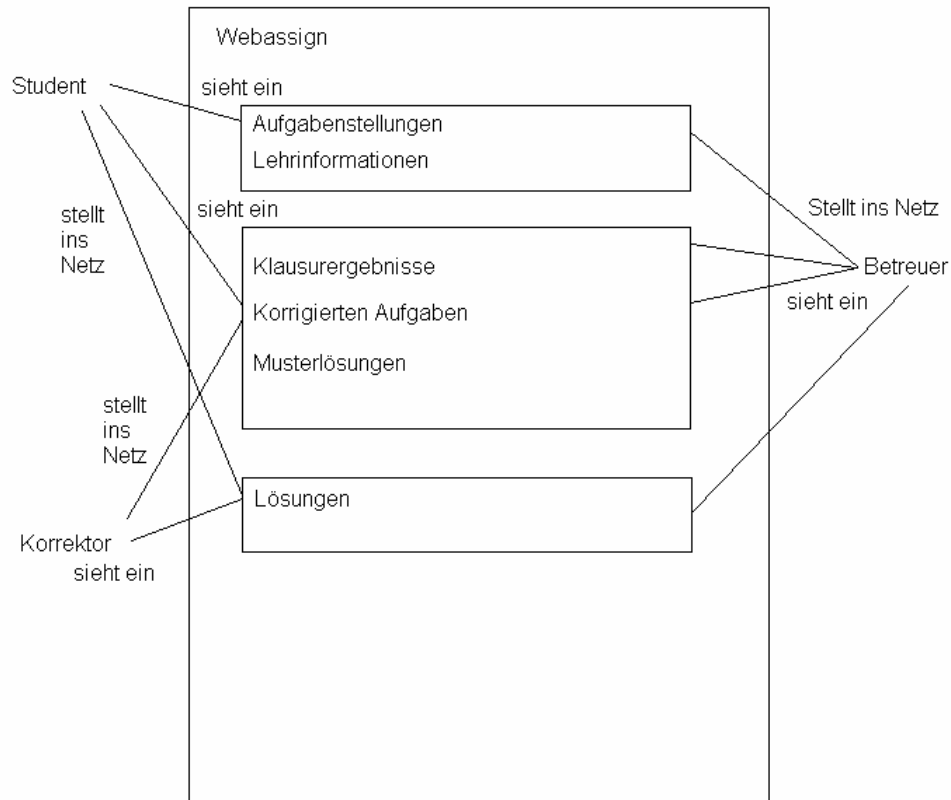 Webassign
Student
sieht ein
Aufgabenstellungen
Lehrinformationen
stellt
ins
Netz
sieht ein
Stellt ins Netz
Klausurergebnisse
Betreuer
sieht ein
Korrigierten Aufgaben
Musterlösungen
stellt
ins
Netz
Lösungen
Korrektor
sieht ein